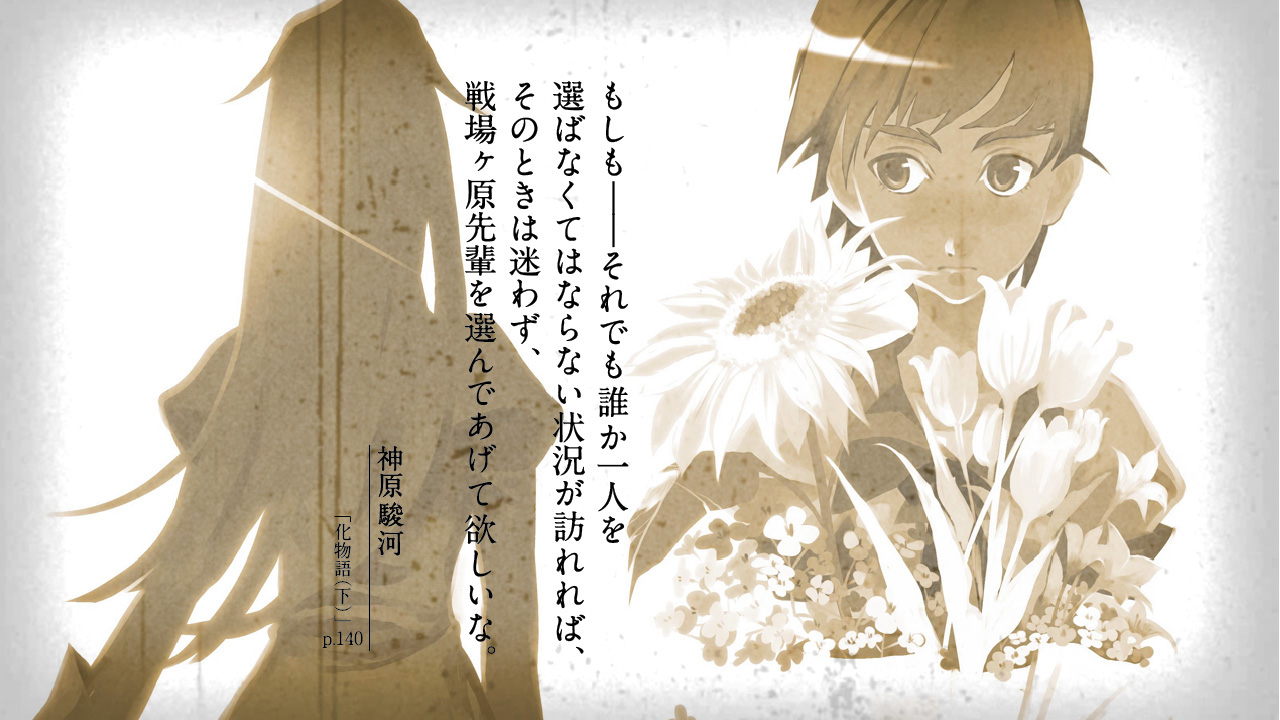 もしも――それでも誰か一人を
選ばなくてはならない状況が訪れれば、
そのときは迷わず、
戦場ヶ原先輩を選んであげて欲しいな。
神原駿河
「化物語（下）」
p.140